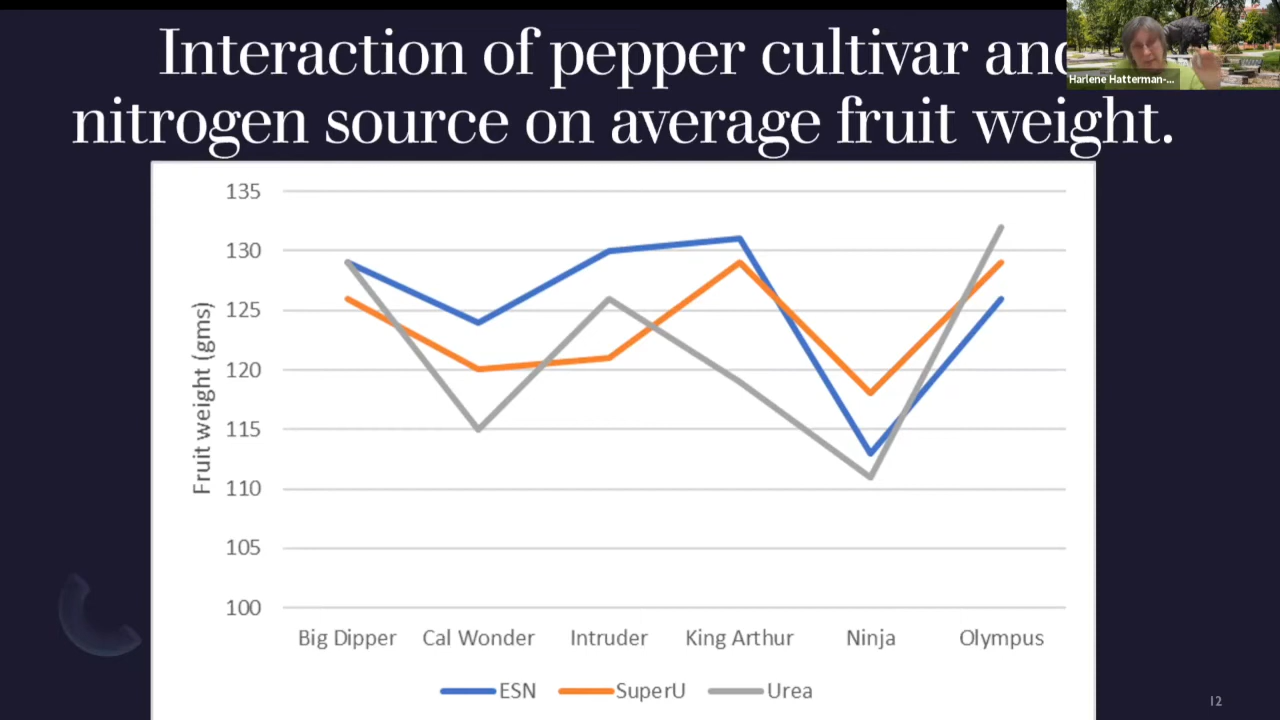 Interaction of pepper cultivar and
nitrogen source on average fruit weight.
Harlene Hatterman-...
135
130
125
120
115
110
105
100
Fruit weight (gms)
Big Dipper Cal Wonder Intruder King Arthur Ninja Olympus
ESN SuperU Urea
12